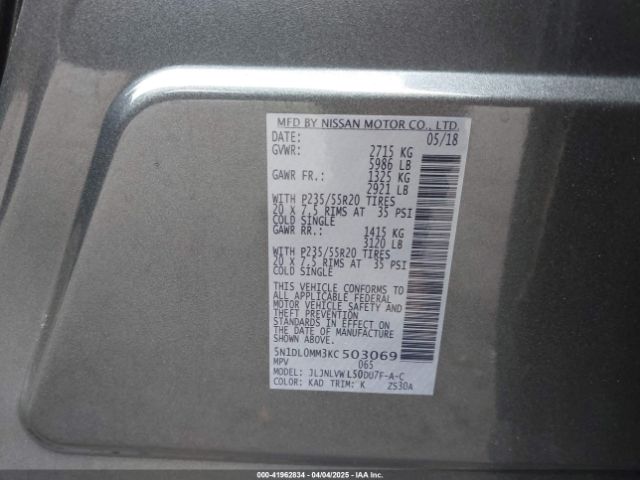 MFD BY NISSAN MOTOR CO., LTD.
DATE: 05/18
GVWR: 2715 KG
5986 LB
GAWR FR.: 1325 KG
2921 LB
WITH P235/55R20 TIRES
20 X 7.5 RIMS AT 35 PSI
COLD SINGLE
GAWR RR.: 1415 KG
3120 LB
WITH P235/55R20 TIRES
20 X 7.5 RIMS AT 35 PSI
COLD SINGLE
THIS VEHICLE CONFORMS TO
ALL APPLICABLE FEDERAL
MOTOR VEHICLE SAFETY AND
THEFT PREVENTION
STANDARDS IN EFFECT ON
THE DATE OF MANUFACTURE
SHOWN ABOVE.
5N1DL0MM3KC503069
MPV 065
MODEL: JLJNLVWL50DU7F-A-C
COLOR: KAD TRIM: K ZS30A
000-41962834 - 04/04/2025 - IAA Inc.